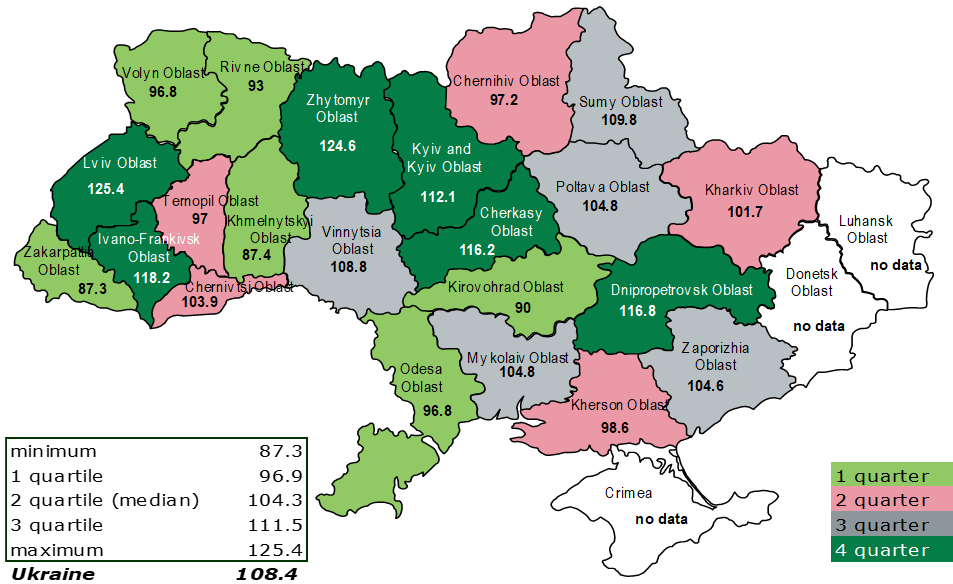 Volyn Oblast
96.8
Rivne Oblast
93
Zhytomyr
Oblast
124.6
Kyiv and
Kyiv Oblast
112.1
Chernihiv Oblast
97.2
Sumy Oblast
109.8
Lviv Oblast
125.4
Ternopil Oblast
97
Khmelnytskyi
Oblast
87.4
Vinnytsia
Oblast
108.8
Cherkasy
Oblast
116.2
Poltava Oblast
104.8
Kharkiv Oblast
101.7
Luhansk
Oblast
no data
Zakarpattia
Oblast
87.3
Ivano-Frankivsk
Oblast
118.2
Chernivtsi Oblast
103.9
Kirovohrad Oblast
90
Dnipropetrovsk Oblast
116.8
Donetsk
Oblast
no data
Odesa
Oblast
96.8
Mykolaiv Oblast
104.8
Zaporizhia
Oblast
104.6
Kherson Oblast
98.6
Crimea
no data
minimum 87.3
1 quartile 96.9
2 quartile (median) 104.3
3 quartile 111.5
maximum 125.4
Ukraine 108.4
1 quarter
2 quarter
3 quarter
4 quarter